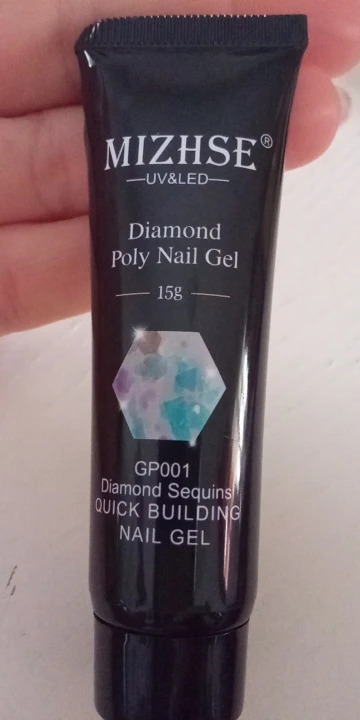 MIZHSE®
UV&LED
Diamond
Poly Nail Gel
15g
GP001
Diamond Sequins
QUICK BUILDING
NAIL GEL